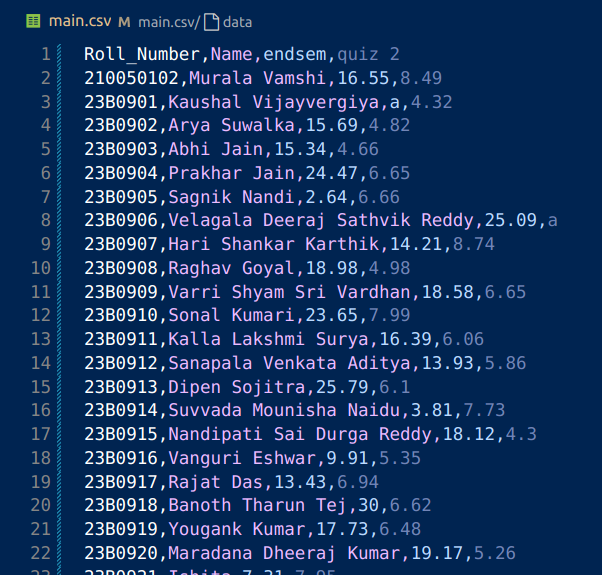 main.csv M main.csv/ data
1 Roll_Number,Name,endsem,quiz 2
2 210050102,Murala Vamshi,16.55,8.49
3 23B0901,Kaushal Vijayvergiya,a,4.32
4 23B0902,Arya Suwalka,15.69,4.82
5 23B0903,Abhi Jain,15.34,4.66
6 23B0904,Prakhar Jain,24.47,6.65
7 23B0905,Sagnik Nandi,2.64,6.66
8 23B0906,Velagala Deeraj Sathvik Reddy,25.09,a
9 23B0907,Hari Shankar Karthik,14.21,8.74
10 23B0908,Raghav Goyal,18.98,4.98
11 23B0909,Varri Shyam Sri Vardhan,18.58,6.65
12 23B0910,Sonal Kumari,23.65,7.99
13 23B0911,Kalla Lakshmi Surya,16.39,6.06
14 23B0912,Sanapala Venkata Aditya,13.93,5.86
15 23B0913,Dipen Sojitra,25.79,6.1
16 23B0914,Suvvada Mounisha Naidu,3.81,7.73
17 23B0915,Nandipati Sai Durga Reddy,18.12,4.3
18 23B0916,Vanguri Eshwar,9.91,5.35
19 23B0917,Rajat Das,13.43,6.94
20 23B0918,Banoth Tharun Tej,30,6.62
21 23B0919,Yougank Kumar,17.73,6.48
22 23B0920,Maradana Dheeraj Kumar,19.17,5.26